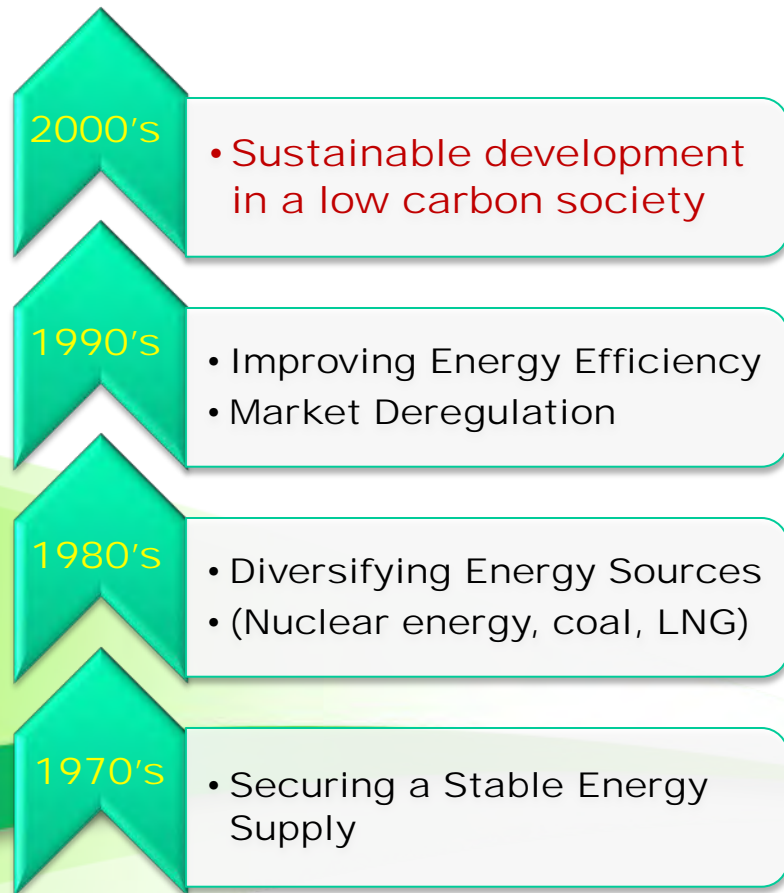 2000's
• Sustainable development
in a low carbon society
1990's
• Improving Energy Efficiency
• Market Deregulation
1980's
• Diversifying Energy Sources
• (Nuclear energy, coal, LNG)
1970's
• Securing a Stable Energy
Supply